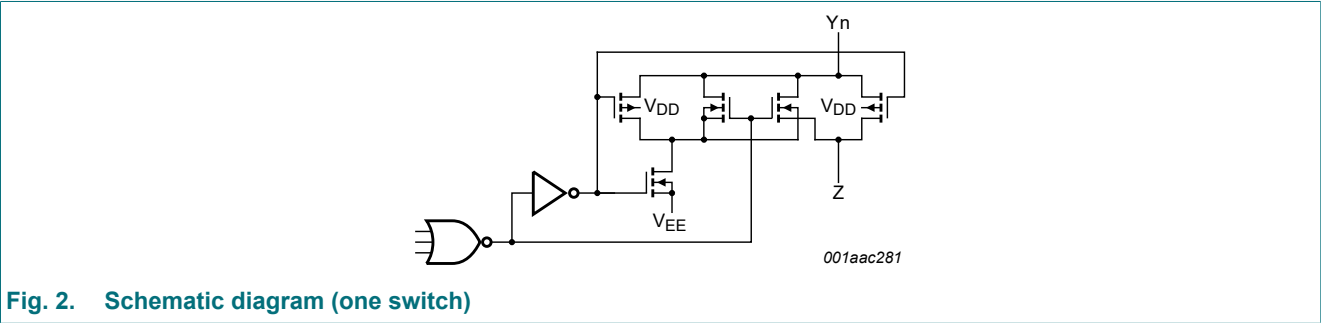 Yn
VDD
VDD
Z
VEE
001aac281
Fig. 2. Schematic diagram (one switch)